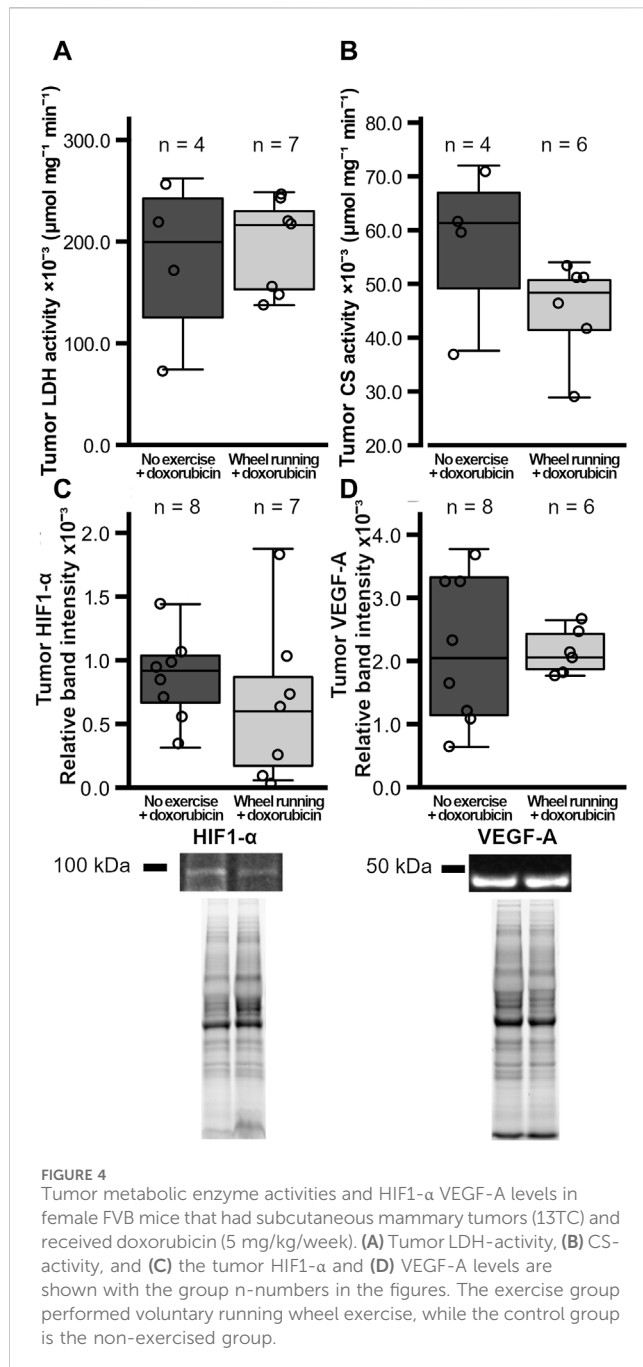 A
Tumor LDH activity ×10⁻³ (µmol mg⁻¹ min⁻¹)
300.0
200.0
100.0
0.0
n = 4
n = 7
No exercise
+ doxorubicin
Wheel running
+ doxorubicin
B
Tumor CS activity ×10⁻³ (µmol mg⁻¹ min⁻¹)
80.0
70.0
60.0
50.0
40.0
30.0
20.0
n = 4
n = 6
No exercise
+ doxorubicin
Wheel running
+ doxorubicin
C
Tumor HIF1-α
Relative band intensity x10⁻³
2.0
1.5
1.0
0.5
0.0
n = 8
n = 7
No exercise
+ doxorubicin
Wheel running
+ doxorubicin
D
Tumor VEGF-A
Relative band intensity ×10⁻³
4.0
3.0
2.0
1.0
0.0
n = 8
n = 6
No exercise
+ doxorubicin
Wheel running
+ doxorubicin
HIF1-α
100 kDa
VEGF-A
50 kDa
FIGURE 4
Tumor metabolic enzyme activities and HIF1-α VEGF-A levels in
female FVB mice that had subcutaneous mammary tumors (13TC) and
received doxorubicin (5 mg/kg/week). (A) Tumor LDH-activity, (B) CS-
activity, and (C) the tumor HIF1-α and (D) VEGF-A levels are
shown with the group n-numbers in the figures. The exercise group
performed voluntary running wheel exercise, while the control group
is the non-exercised group.